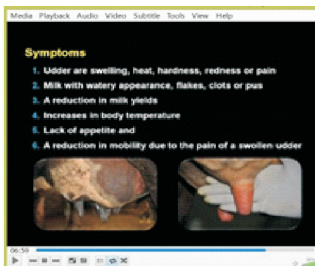 Media Playback Audio Video Subtitle Tools View Help
Symptoms
1. Udder are swelling, heat, hardness, redness or pain
2. Milk with watery appearance, flakes, clots or pus
3. A reduction in milk yields
4. Increases in body temperature
5. Lack of appetite and
6. A reduction in mobility due to the pain of a swollen udder
06:50